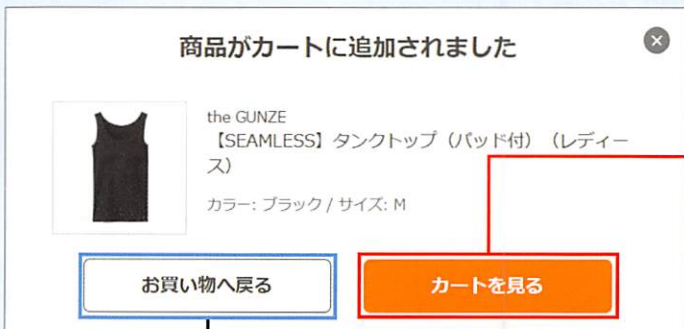 商品がカートに追加されました
the GUNZE
【SEAMLESS】タンクトップ（パッド付）（レディー
ス）
カラー: ブラック / サイズ: M
お買い物へ戻る
カートを見る